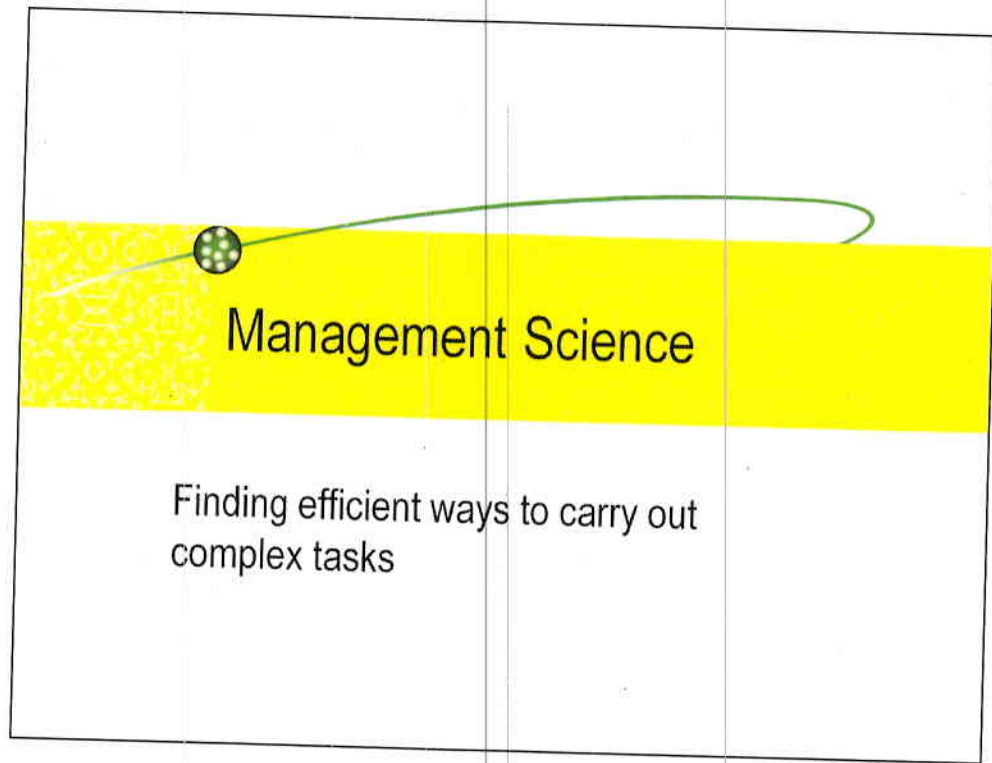 Management Science
Finding efficient ways to carry out
complex tasks